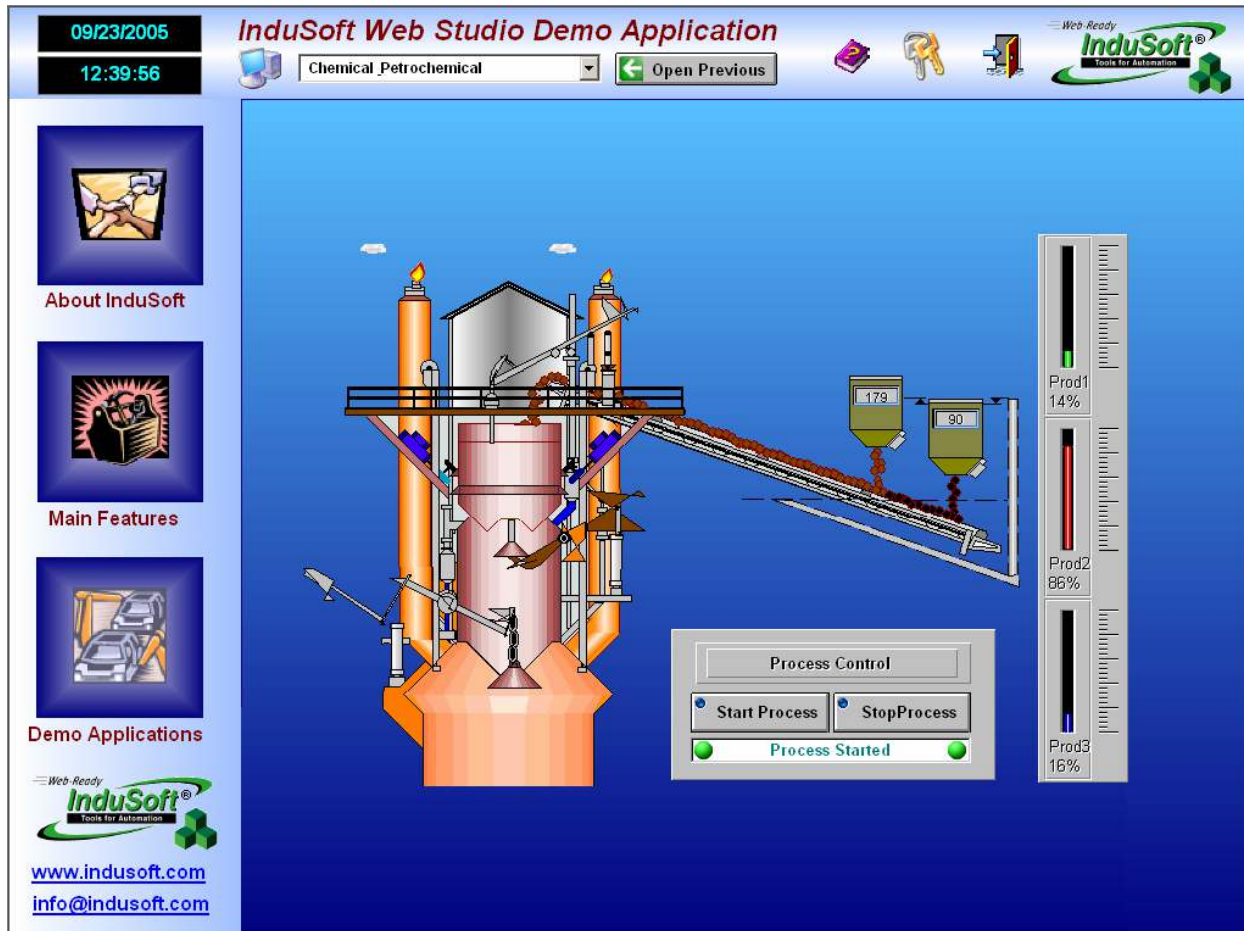 09/23/2005
12:39:56
InduSoft Web Studio Demo Application
Chemical_Petrochemical
Open Previous
Web-Ready
InduSoft®
Tools for Automation
About InduSoft
Main Features
Demo Applications
Web-Ready
InduSoft®
Tools for Automation
www.indusoft.com
info@indusoft.com
179
90
Process Control
Start Process
StopProcess
Process Started
Prod1
14%
Prod2
86%
Prod3
16%